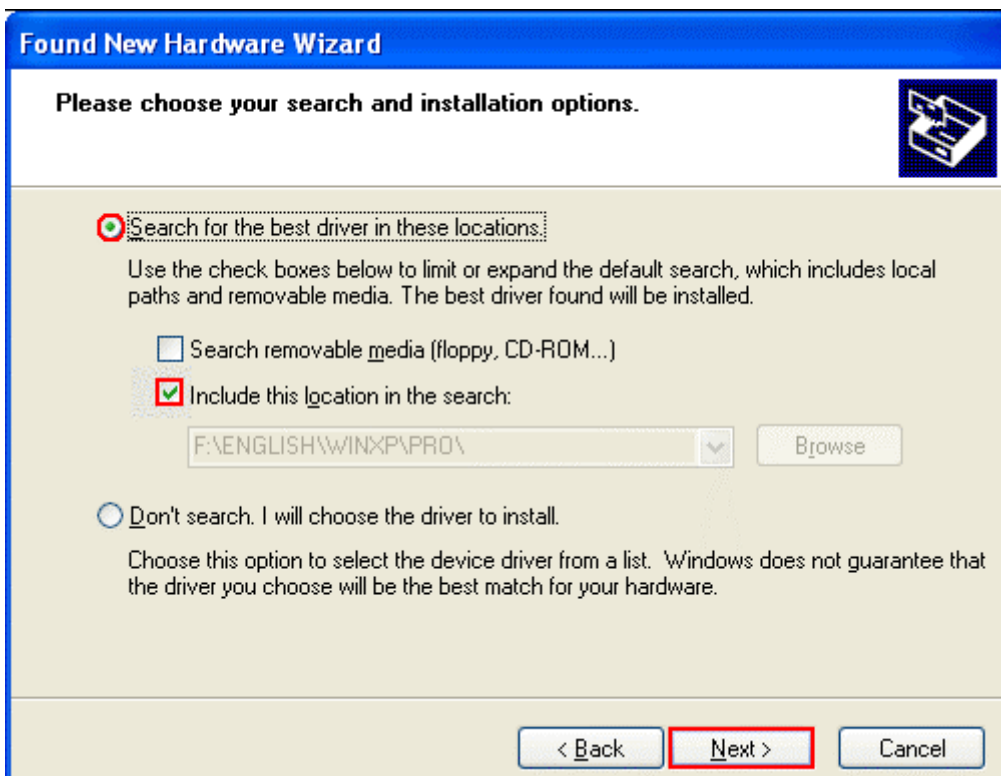 Found New Hardware Wizard
Please choose your search and installation options.
Search for the best driver in these locations.
Use the check boxes below to limit or expand the default search, which includes local
paths and removable media. The best driver found will be installed.
Search removable media (floppy, CD-ROM...)
Include this location in the search:
F:\ENGLISH\WINXP\PRO\
Browse
Don't search. I will choose the driver to install.
Choose this option to select the device driver from a list.  Windows does not guarantee that
the driver you choose will be the best match for your hardware.
< Back
Next >
Cancel